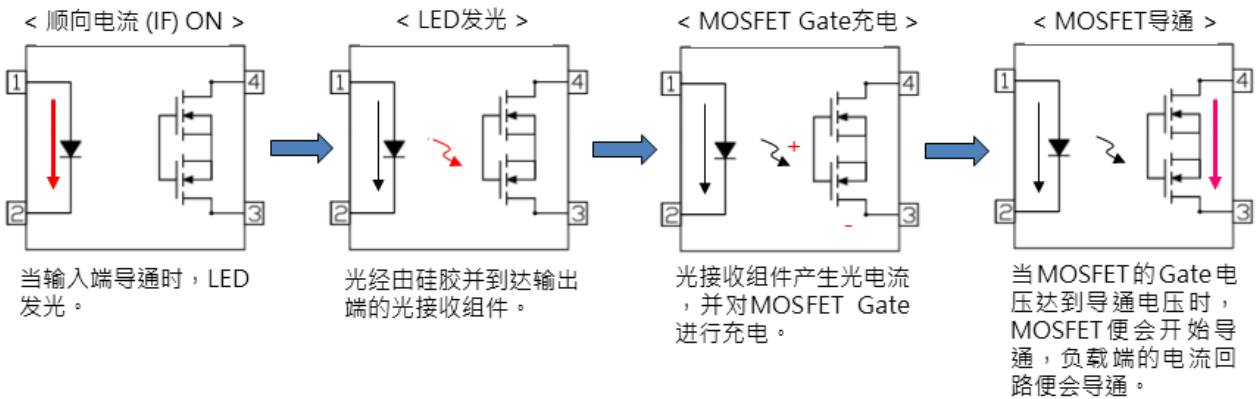 < 顺向电流 (IF) ON >
1
2
4
3
当输入端导通时，LED
发光。
< LED发光 >
1
2
4
3
光经由硅胶并到达输出
端的光接收组件。
< MOSFET Gate充电 >
1
2
4
3
+
-
光接收组件产生光电流
，并对MOSFET Gate
进行充电。
< MOSFET导通 >
1
2
4
3
当MOSFET的Gate电
压达到导通电压时，
MOSFET便会开始导
通，负载端的电流回
路便会导通。